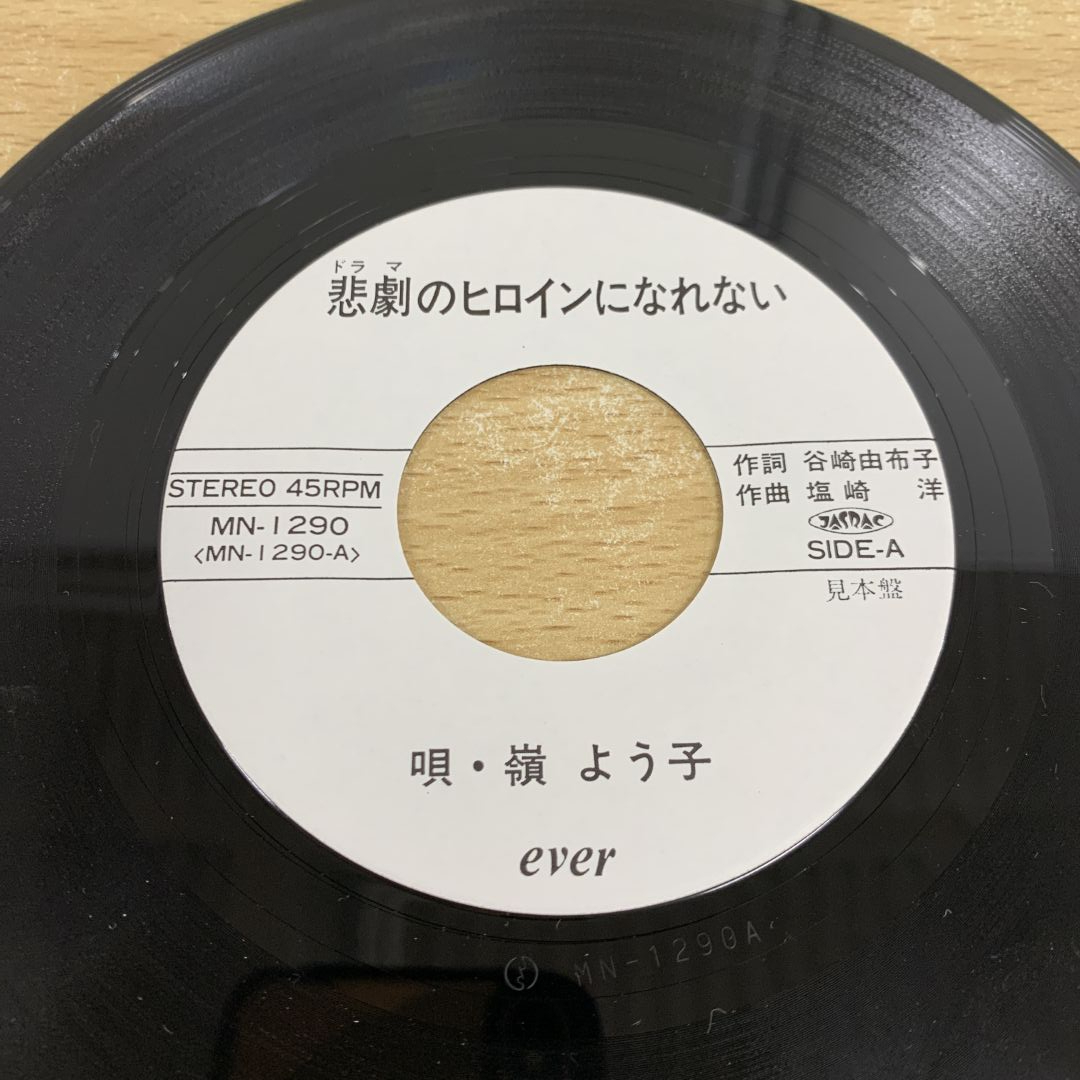 ドラマ
悲劇のヒロインになれない
STEREO 45RPM
MN-1290
<MN-1290-A>
作詞 谷崎由布子
作曲 塩崎 洋
JASRAC
SIDE-A
見本盤
唄・嶺 よう子
ever
MN-1290A